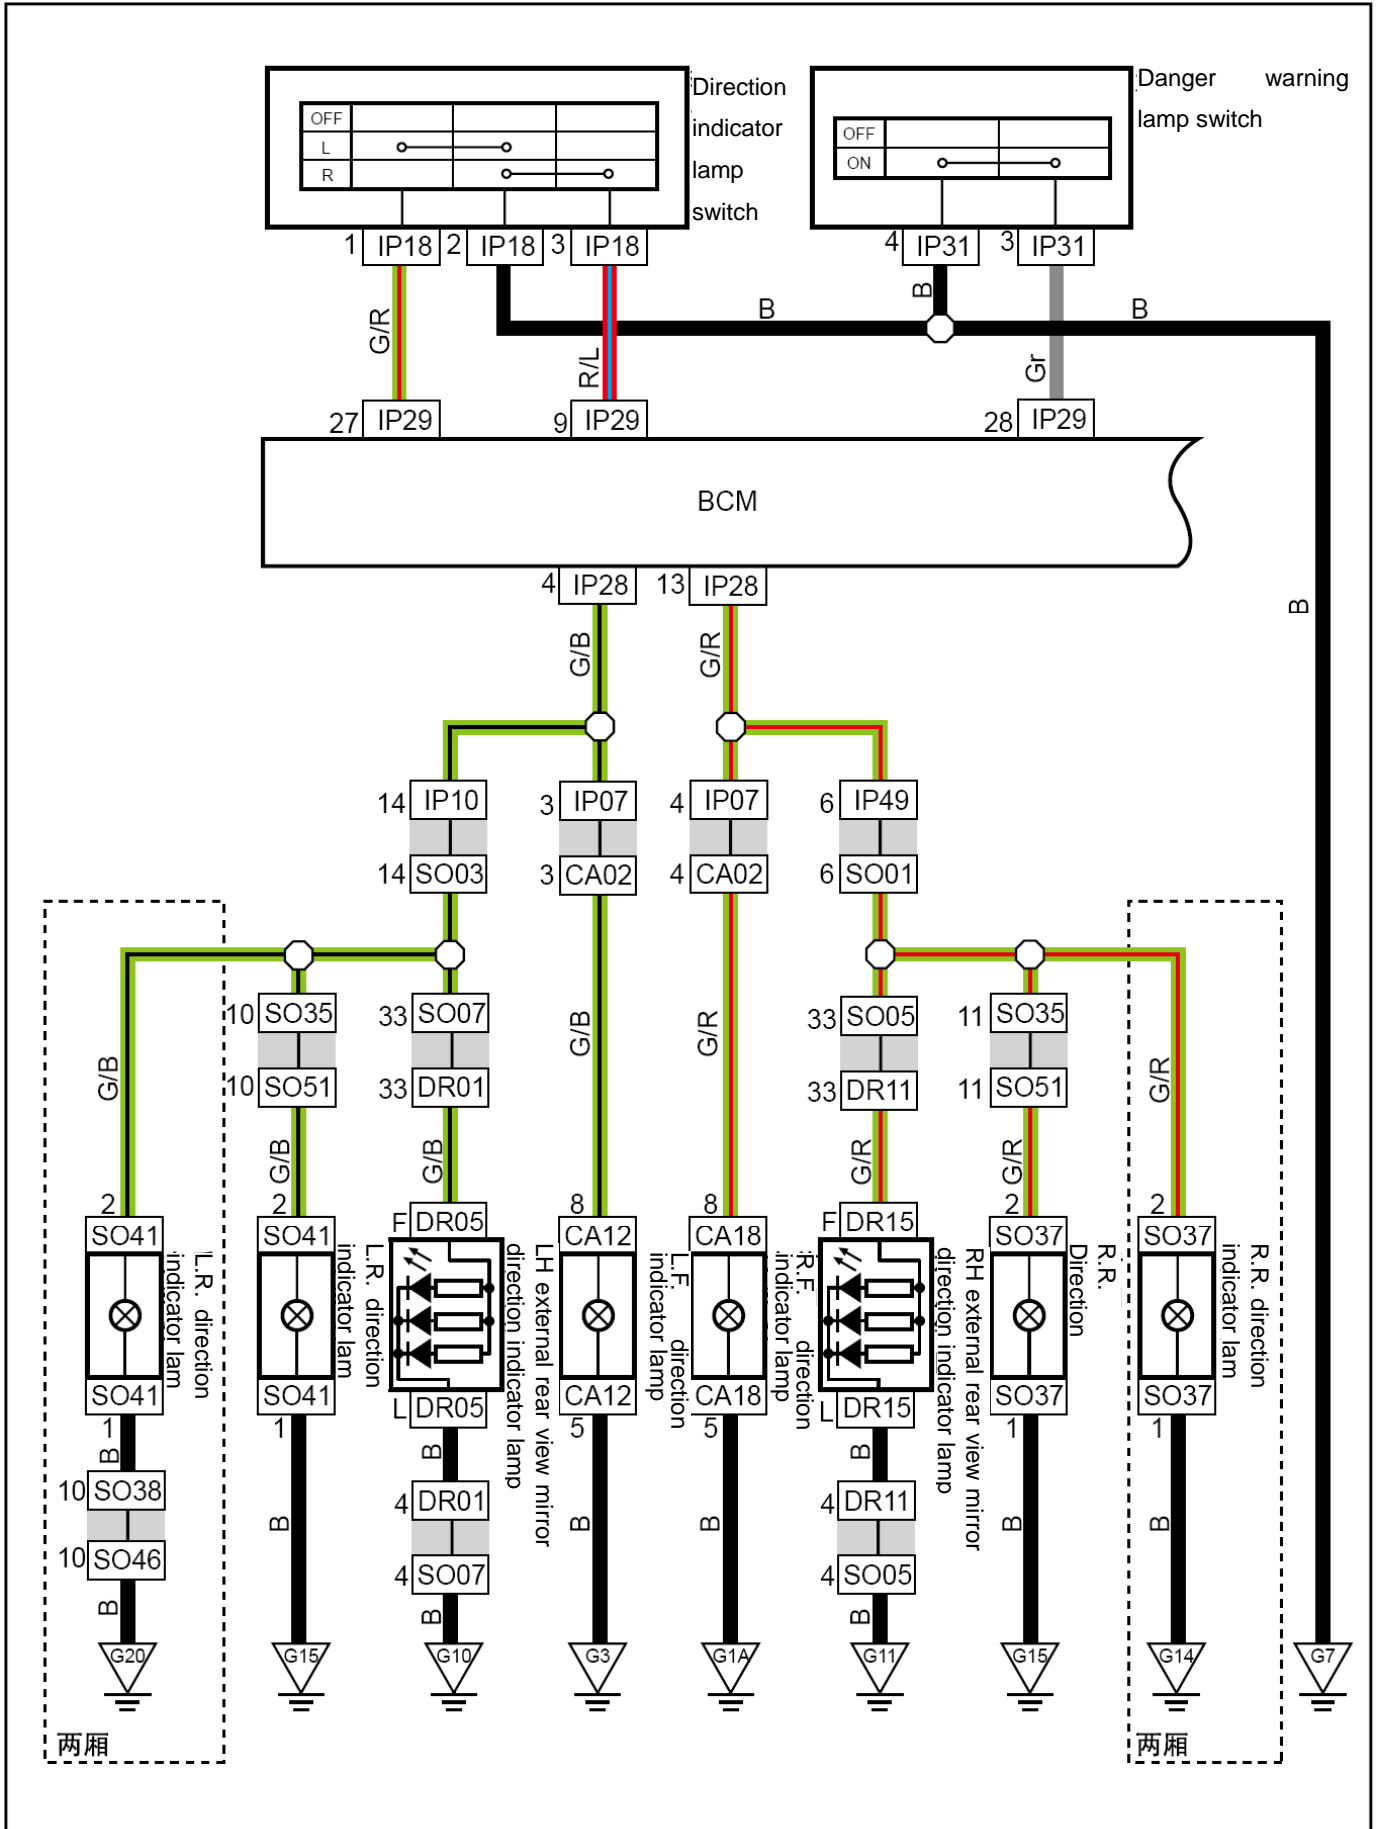 Direction
indicator
lamp
switch
Danger warning
lamp switch
OFF
L
R
OFF
ON
1 IP18 2 IP18 3 IP18
4 IP31 3 IP31
G/R
R/L
B
B
B
Gr
27 IP29 9 IP29 28 IP29
BCM
4 IP28 13 IP28
G/B
G/R
B
14 IP10 3 IP07 4 IP07 6 IP49
14 SO03 3 CA02 4 CA02 6 SO01
10 SO35 33 SO07 33 SO05 11 SO35
G/B
G/B
G/R
G/R
10 SO51 33 DR01 33 DR11 11 SO51
G/B
G/B
G/R
G/R
2 2 8 8 2 2
SO41 SO41 F DR05 CA12 CA18 F DR15 SO37 SO37
L.R. direction
indicator lam
L.R. direction
indicator lam
LH external rear view mirror
direction indicator lamp
L.F. direction
indicator lamp
R.F. direction
indicator lamp
RH external rear view mirror
direction indicator lamp
R.R.
Direction
R.R. direction
indicator lam
SO41 SO41 L DR05 CA12 CA18 L DR15 SO37 SO37
1 1 5 5 1 1
B
B
B
10 SO38 4 DR01 4 DR11
B
B
B
B
B
10 SO46 4 SO07 4 SO05
B
B
B
G20 G15 G10 G3 G1A G11 G15 G14 G7
两厢
两厢